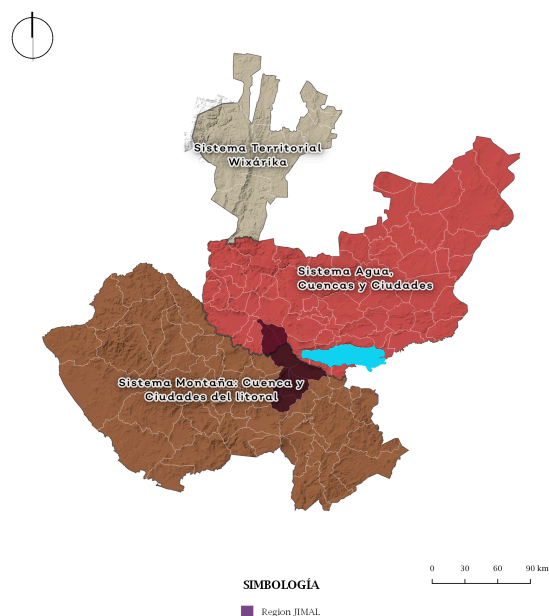 Sistema Territorial
Wixárika
Sistema Agua,
Cuencas y Ciudades
Sistema Montaña: Cuenca y
Ciudades del litoral
0 30 60 90 km
SIMBOLOGÍA
Region JIMAL